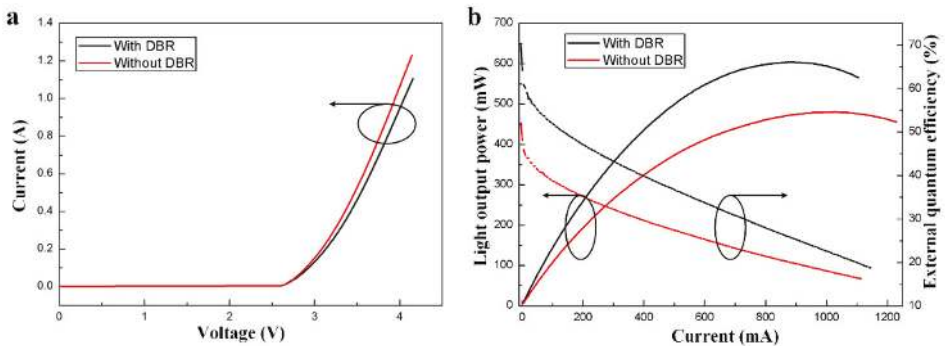 a
With DBR
Without DBR
Current (A)
1.4
1.2
1.0
0.8
0.6
0.4
0.2
0.0
0 1 2 3 4
Voltage (V)
b
With DBR
Without DBR
Light output power (mW)
700
600
500
400
300
200
100
0
External quantum efficiency (%)
70
60
50
40
30
20
10
0 200 400 600 800 1000 1200
Current (mA)